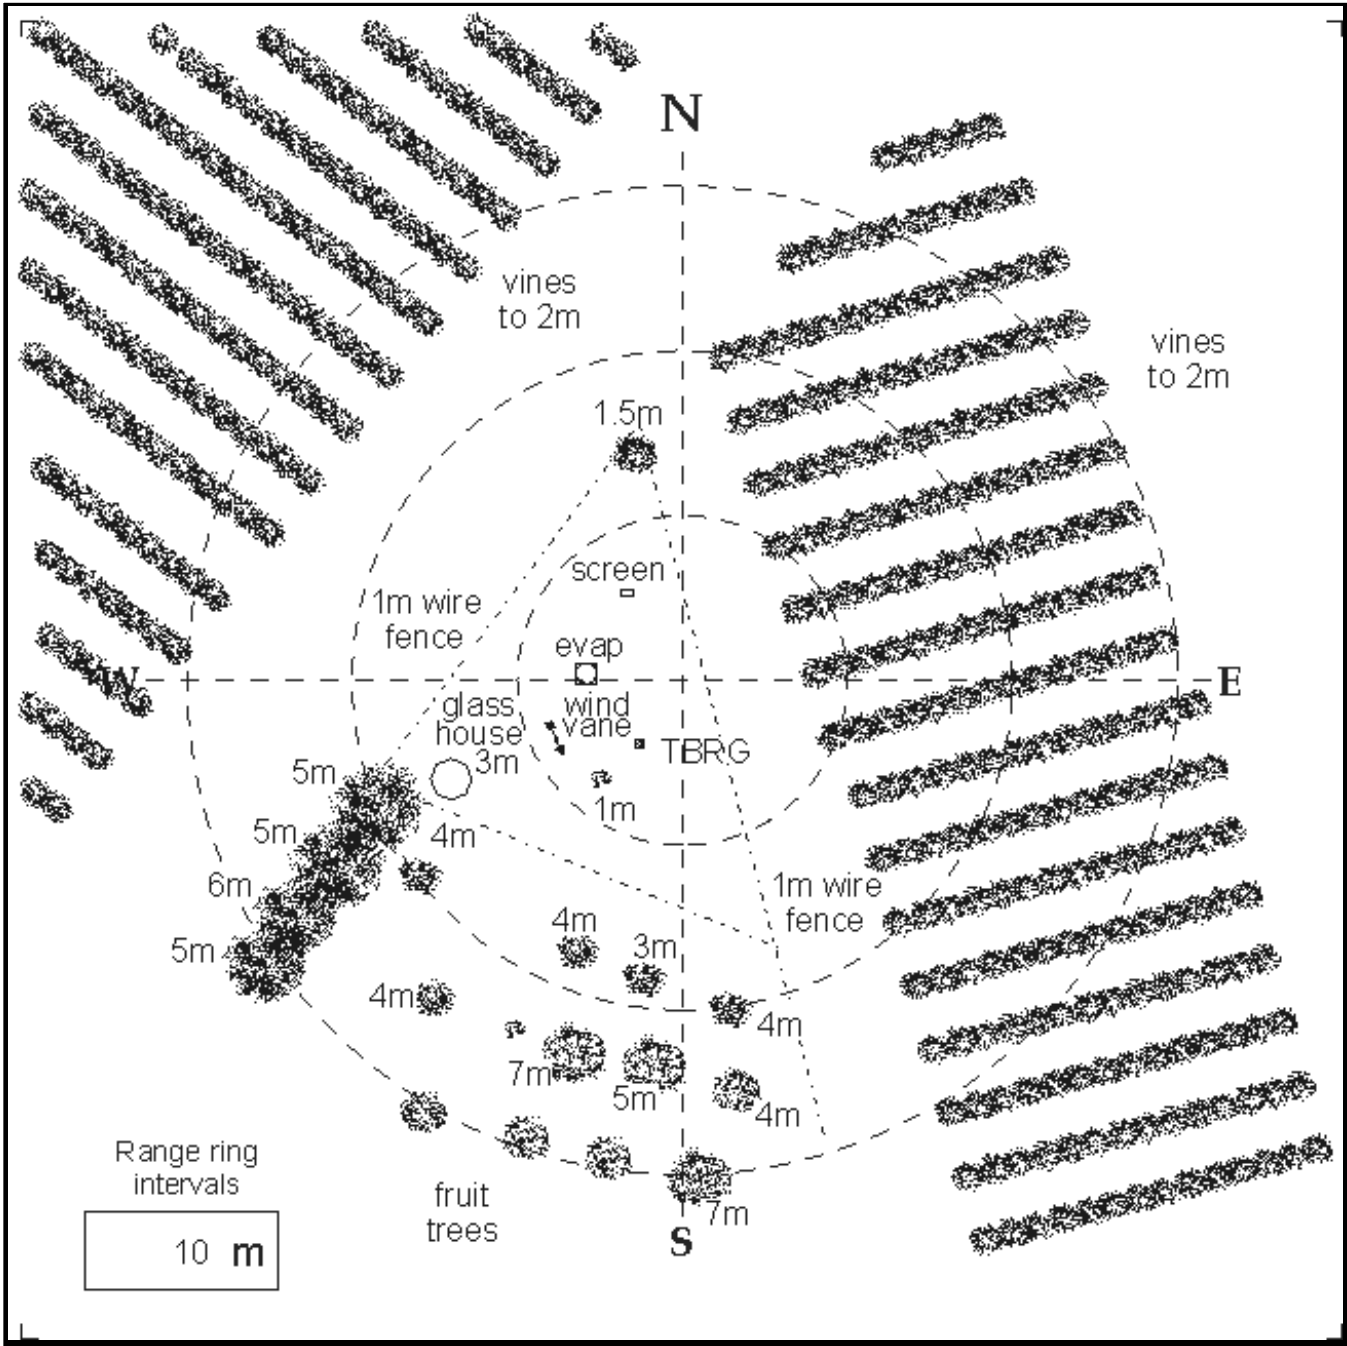 N
vines
to 2m
vines
to 2m
1.5m
screen
1m wire
fence
evap
W
E
glass
house
wind
vane
3m
TBRG
5m
1m
5m
4m
6m
1m wire
fence
4m
3m
5m
4m
4m
7m
5m
4m
Range ring
intervals
10 m
fruit
trees
7m
S